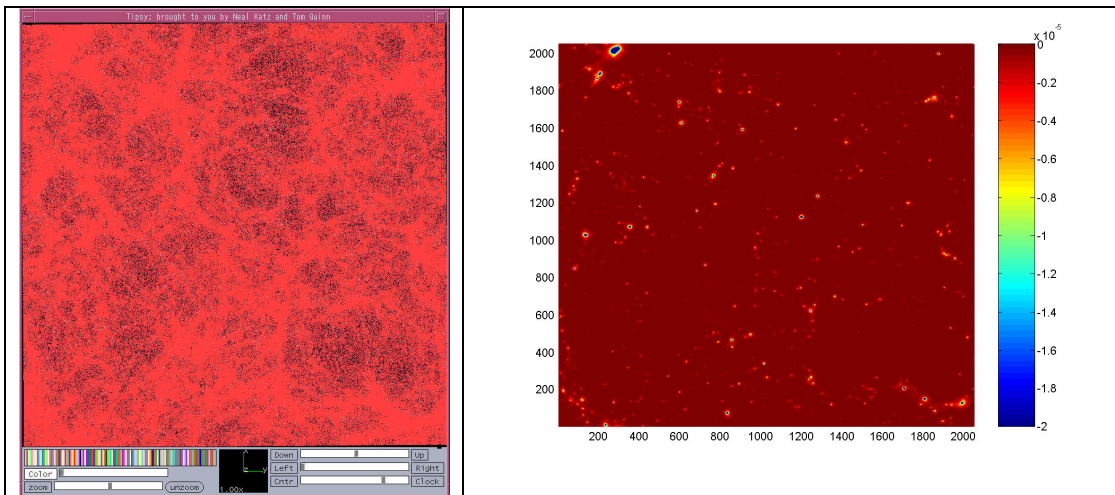 Tipsy: brought to you by Neal Katz and Tom Quinn
Color
zoom
unzoom
x
z
y
1.00x
Down
Up
Left
Right
Cntr
Clock
2000
1800
1600
1400
1200
1000
800
600
400
200
200 400 600 800 1000 1200 1400 1600 1800 2000
x 10⁻⁵
0
-0.2
-0.4
-0.6
-0.8
-1
-1.2
-1.4
-1.6
-1.8
-2